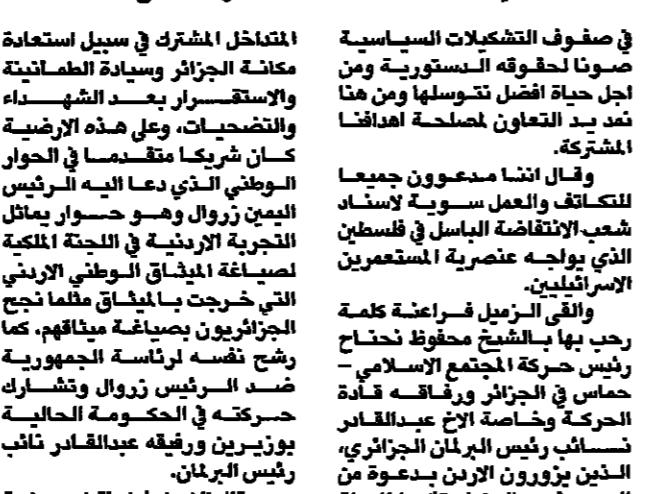 في صفوف التشكيلات السياسية
صونا لحقوقه الدستورية ومن
اجل حياة افضل نتوسلها ومن هنا
نمد يد التعاون لمصلحة اهدافنا
المشتركة.
وقال اننا مدعوون جميعا
للتكاتف والعمل سوية لاسناد
شعب الانتفاضة الباسل في فلسطين
الذي يواجه عنصرية المستعمرين
الاسرائيليين.
والقى الزميل فراعنة كلمة
رحب بها بالشيخ محفوظ نحناح
رئيس حركة المجتمع الاسلامي –
حماس في الجزائر ورفاقه قادة
الحركة وخاصة الاخ عبدالقادر
نائب رئيس البرلمان الجزائري،
الذين يزورون الاردن بدعوة من
المتداخل المشترك في سبيل استعادة
مكانة الجزائر وسيادة الطمأنينة
والاستقرار بعد الشهداء
والتضحيات، وعلى هذه الارضية
كان شريكا متقدما في الحوار
الوطني الذي دعا اليه الرئيس
اليمين زروال وهو حوار يماثل
التجربة الاردنية في اللجنة الملكية
لصياغة الميثاق الوطني الاردني
التي خرجت بالميثاق مثلما نجح
الجزائريون بصياغة ميثاقهم، كما
رشح نفسه لرئاسة الجمهورية
ضد الرئيس زروال وتشارك
حركته في الحكومة الحالية
بوزيرين ورفيقه عبدالقادر نائب
رئيس البرلمان.